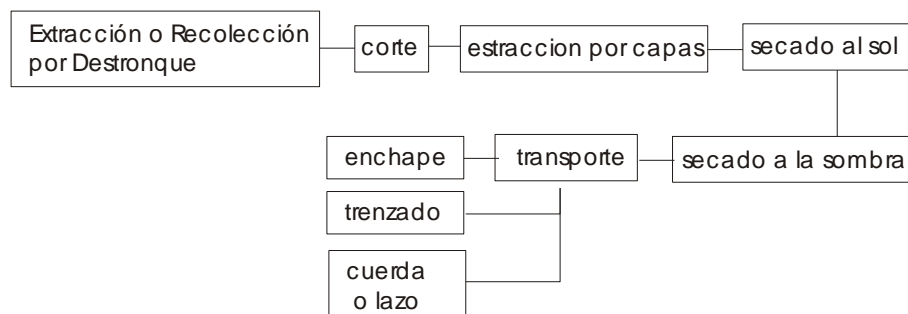 Extracción o Recolección
por Destronque
corte
estraccion por capas
secado al sol
enchape
transporte
secado a la sombra
trenzado
cuerda
o lazo